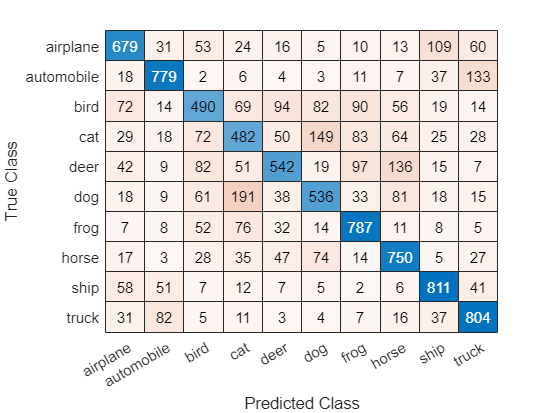 True Class
airplane 679 31 53 24 16 5 10 13 109 60
automobile 18 779 2 6 4 3 11 7 37 133
bird 72 14 490 69 94 82 90 56 19 14
cat 29 18 72 482 50 149 83 64 25 28
deer 42 9 82 51 542 19 97 136 15 7
dog 18 9 61 191 38 536 33 81 18 15
frog 7 8 52 76 32 14 787 11 8 5
horse 17 3 28 35 47 74 14 750 5 27
ship 58 51 7 12 7 5 2 6 811 41
truck 31 82 5 11 3 4 7 16 37 804
airplane automobile bird cat deer dog frog horse ship truck
Predicted Class